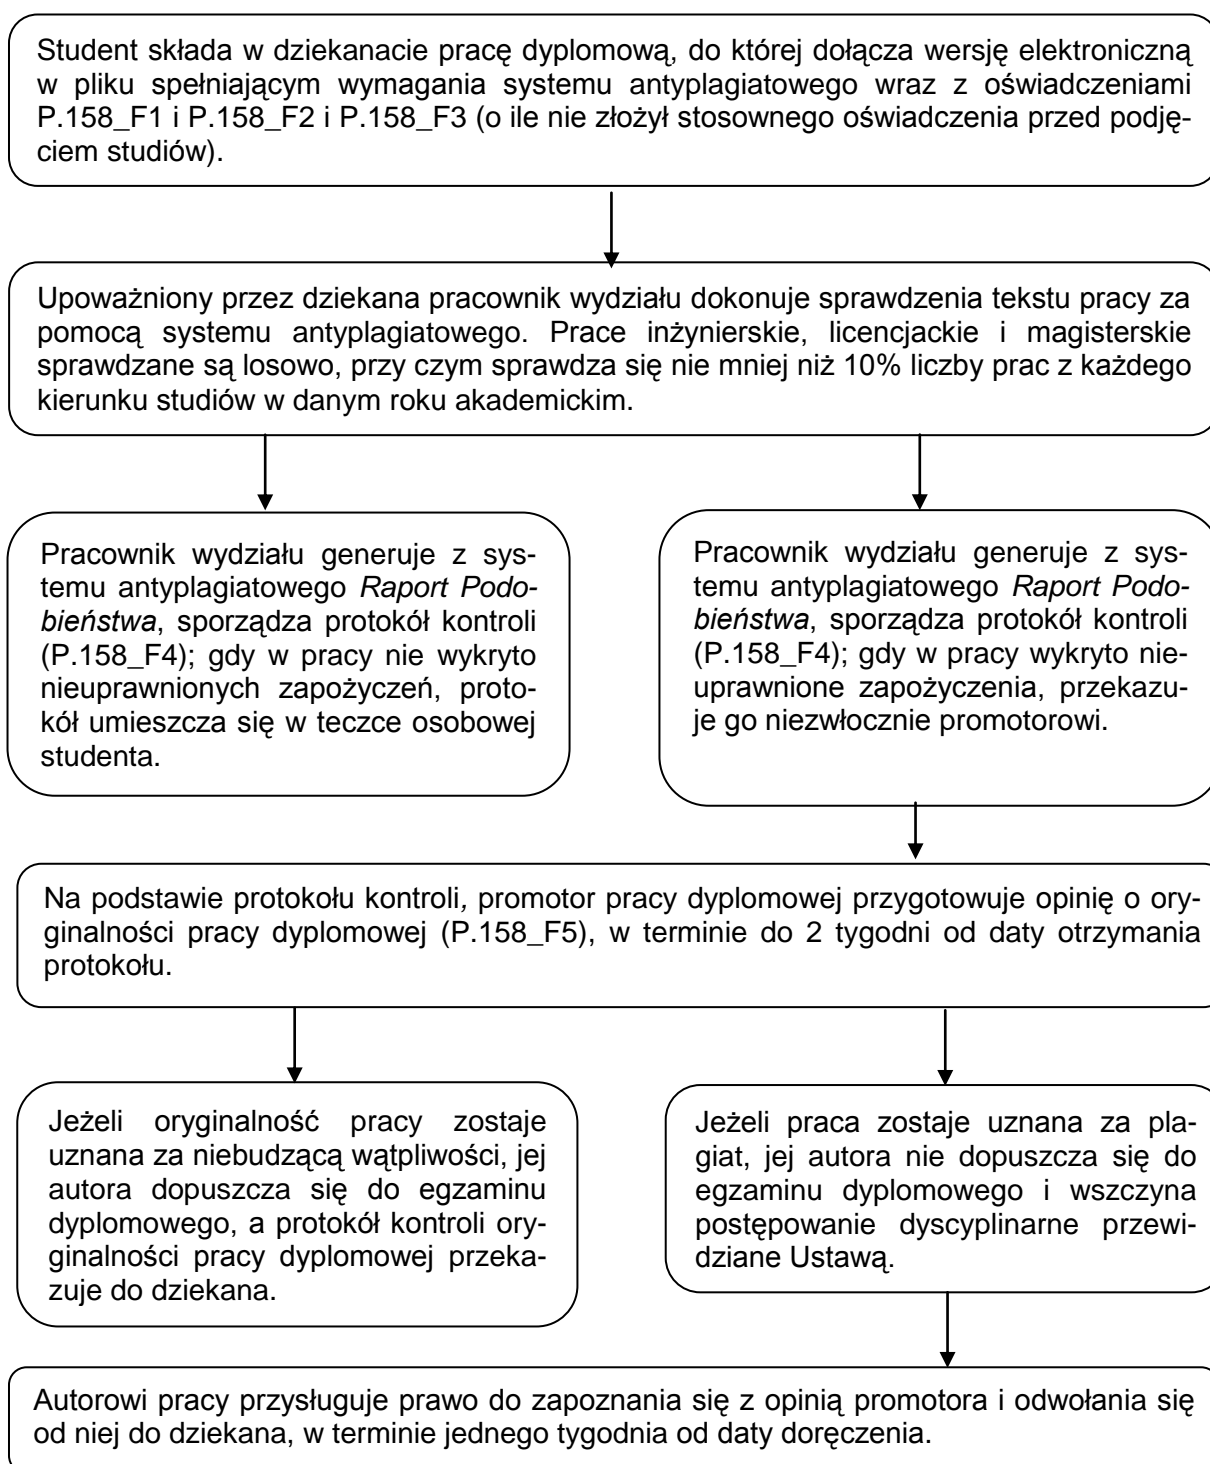 Student składa w dziekanacie pracę dyplomową, do której dołącza wersję elektroniczną
w pliku spełniającym wymagania systemu antyplagiatowego wraz z oświadczeniami
P.158_F1 i P.158_F2 i P.158_F3 (o ile nie złożył stosownego oświadczenia przed podję-
ciem studiów).
Upoważniony przez dziekana pracownik wydziału dokonuje sprawdzenia tekstu pracy za
pomocą systemu antyplagiatowego. Prace inżynierskie, licencjackie i magisterskie
sprawdzane są losowo, przy czym sprawdza się nie mniej niż 10% liczby prac z każdego
kierunku studiów w danym roku akademickim.
Pracownik wydziału generuje z sys-
temu antyplagiatowego Raport Podo-
bieństwa, sporządza protokół kontroli
(P.158_F4); gdy w pracy nie wykryto
nieuprawnionych zapożyczeń, proto-
kół umieszcza się w teczce osobowej
studenta.
Pracownik wydziału generuje z sys-
temu antyplagiatowego Raport Podo-
bieństwa, sporządza protokół kontroli
(P.158_F4); gdy w pracy wykryto nie-
uprawnione zapożyczenia, przekazu-
je go niezwłocznie promotorowi.
Na podstawie protokołu kontroli, promotor pracy dyplomowej przygotowuje opinię o ory-
ginalności pracy dyplomowej (P.158_F5), w terminie do 2 tygodni od daty otrzymania
protokołu.
Jeżeli oryginalność pracy zostaje
uznana za niebudzącą wątpliwości, jej
autora dopuszcza się do egzaminu
dyplomowego, a protokół kontroli ory-
ginalności pracy dyplomowej przeka-
zuje do dziekana.
Jeżeli praca zostaje uznana za pla-
giat, jej autora nie dopuszcza się do
egzaminu dyplomowego i wszczyna
postępowanie dyscyplinarne przewi-
dziane Ustawą.
Autorowi pracy przysługuje prawo do zapoznania się z opinią promotora i odwołania się
od niej do dziekana, w terminie jednego tygodnia od daty doręczenia.